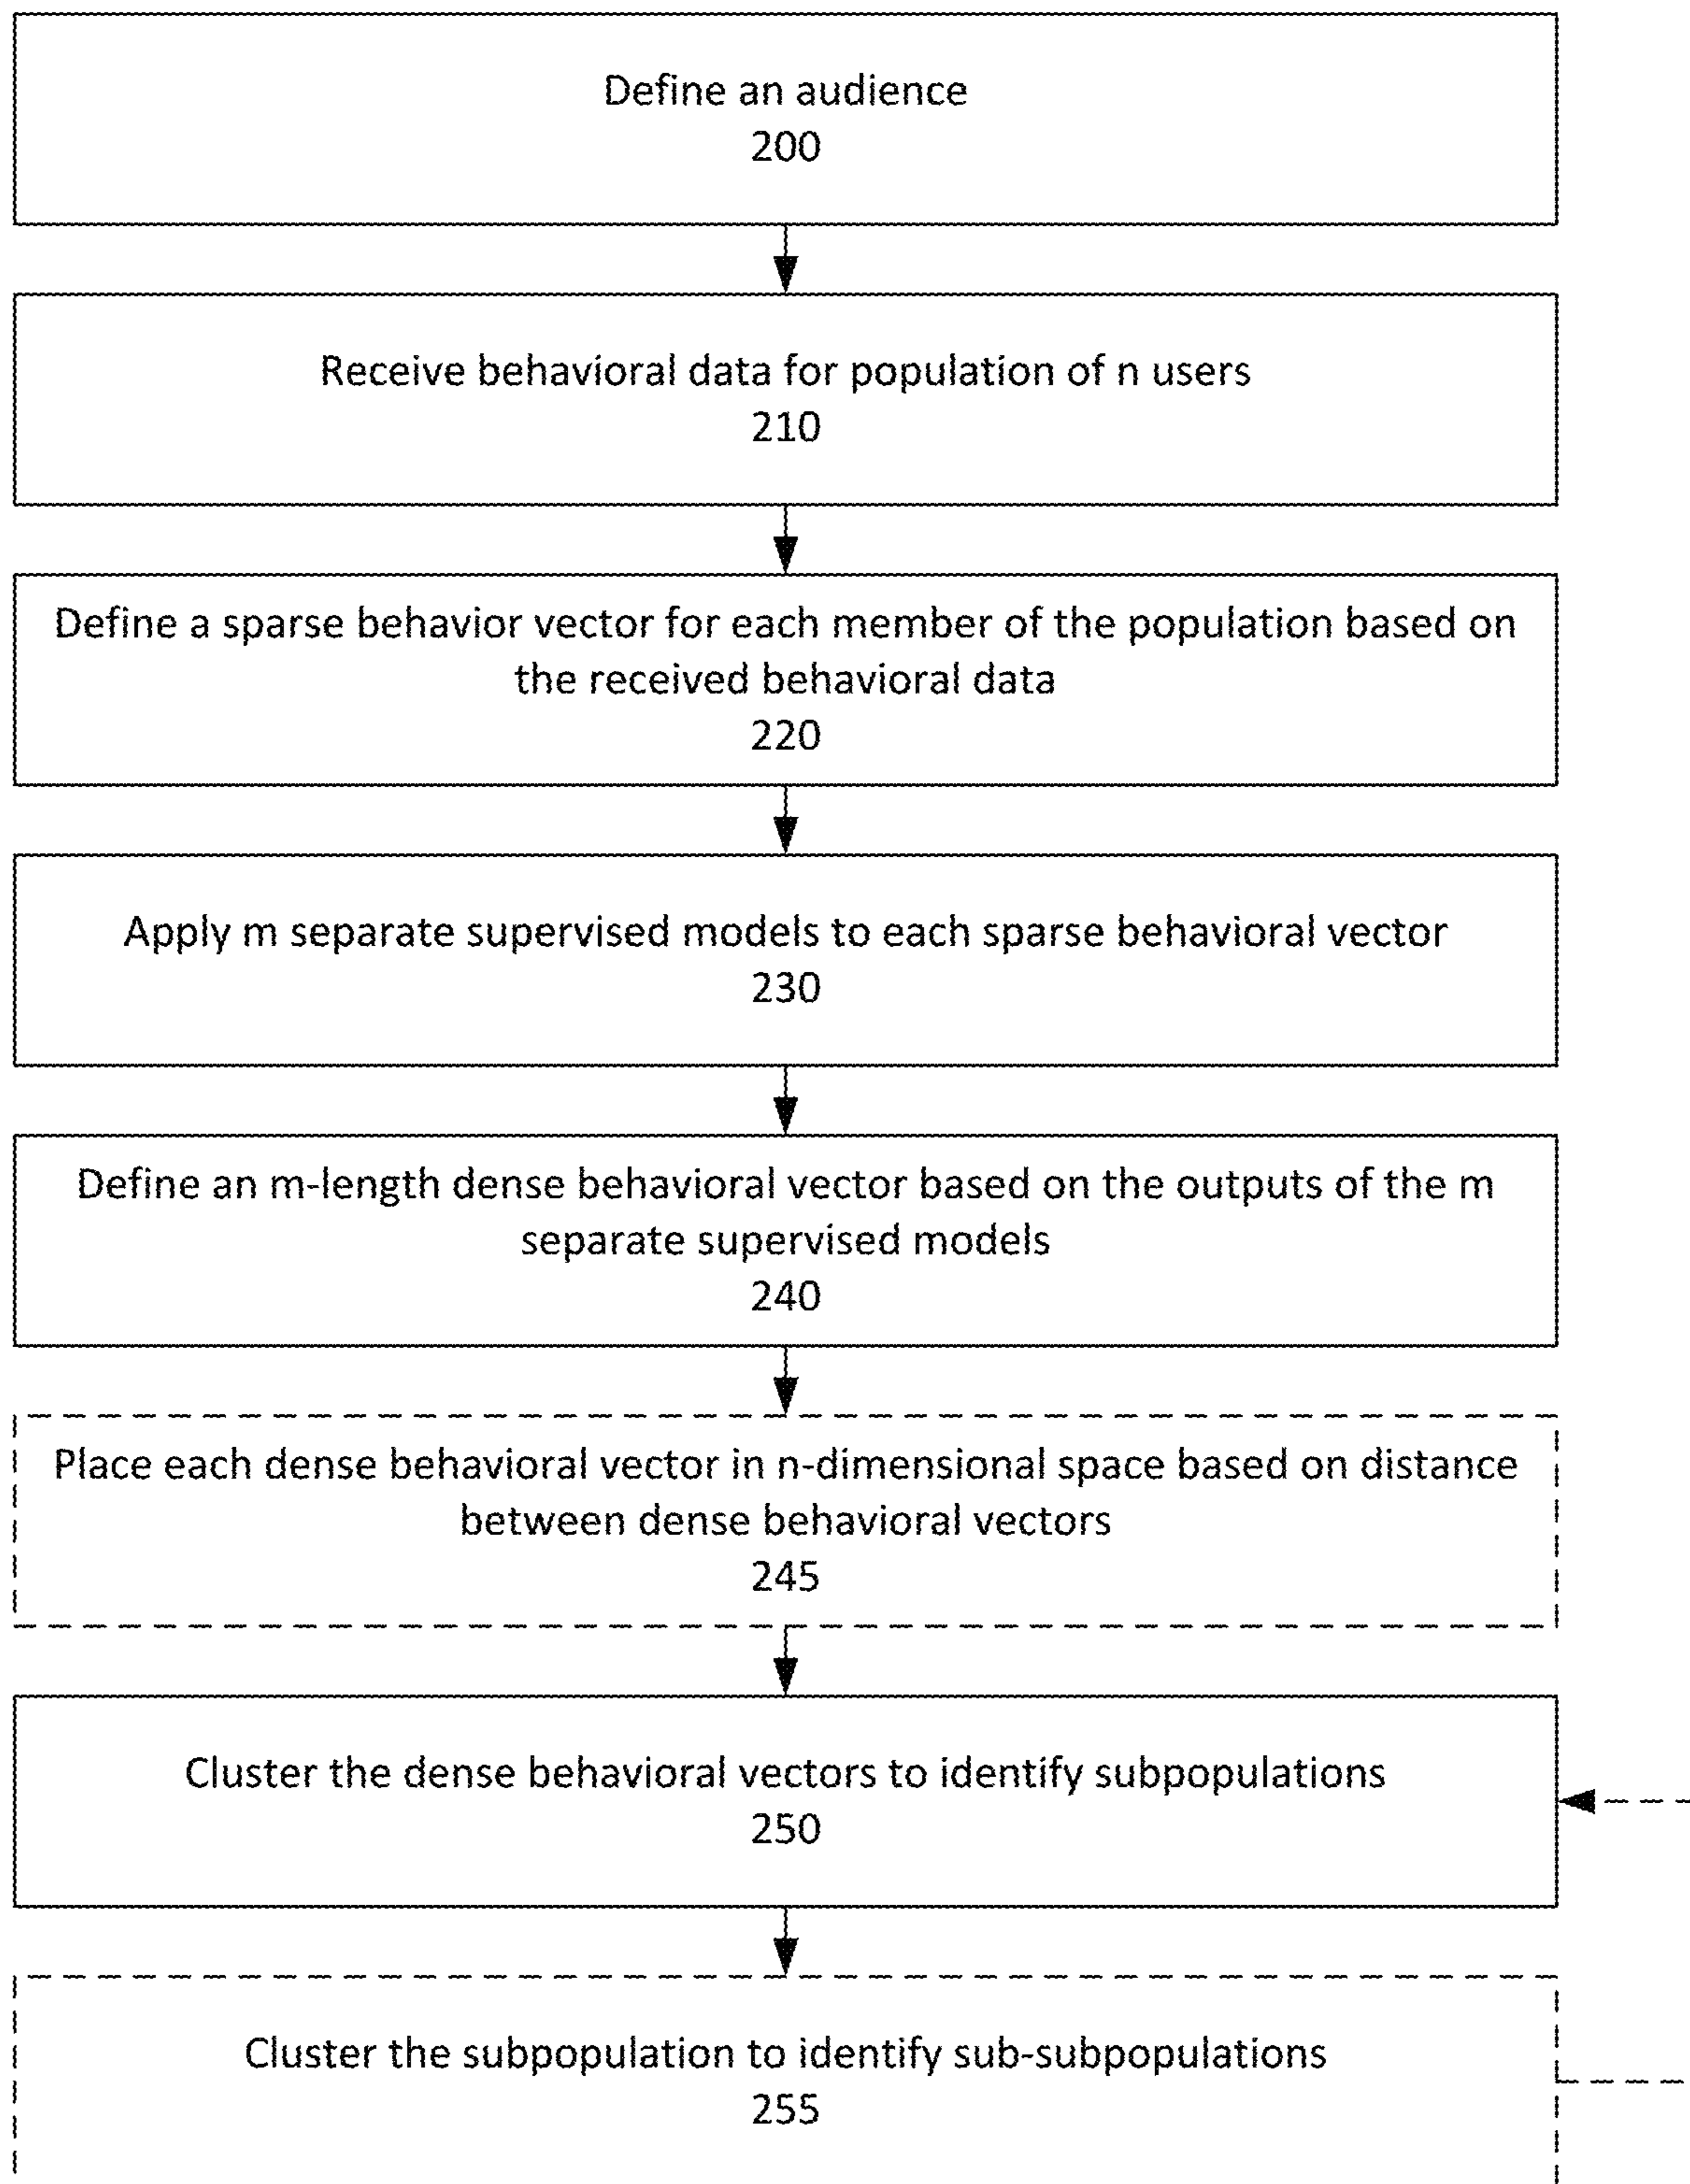 Define an audience
200
Receive behavioral data for population of n users
210
Define a sparse behavior vector for each member of the population based on
the received behavioral data
220
Apply m separate supervised models to each sparse behavioral vector
230
Define an m-length dense behavioral vector based on the outputs of the m
separate supervised models
240
Place each dense behavioral vector in n-dimensional space based on distance
between dense behavioral vectors
245
Cluster the dense behavioral vectors to identify subpopulations
250
Cluster the subpopulation to identify sub-subpopulations
255